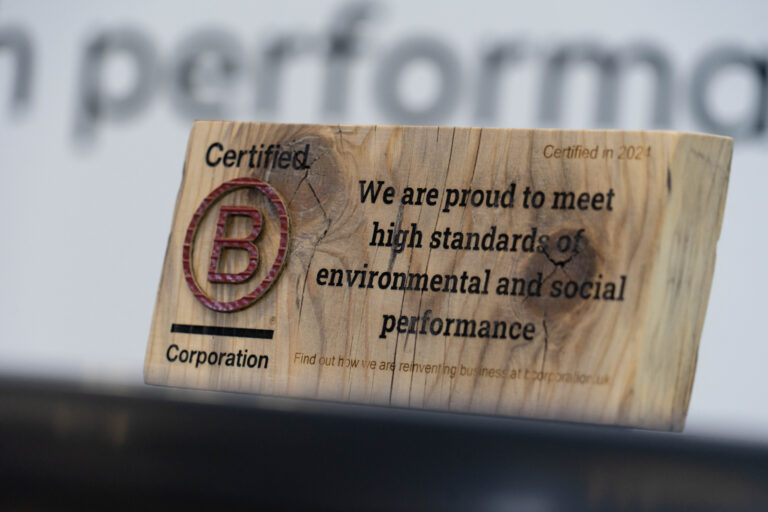 performa
Certified
B
Corporation
Certified in 2024
We are proud to meet
high standards of
environmental and social
performance
Find out how we are reinventing business at bcorporation.uk